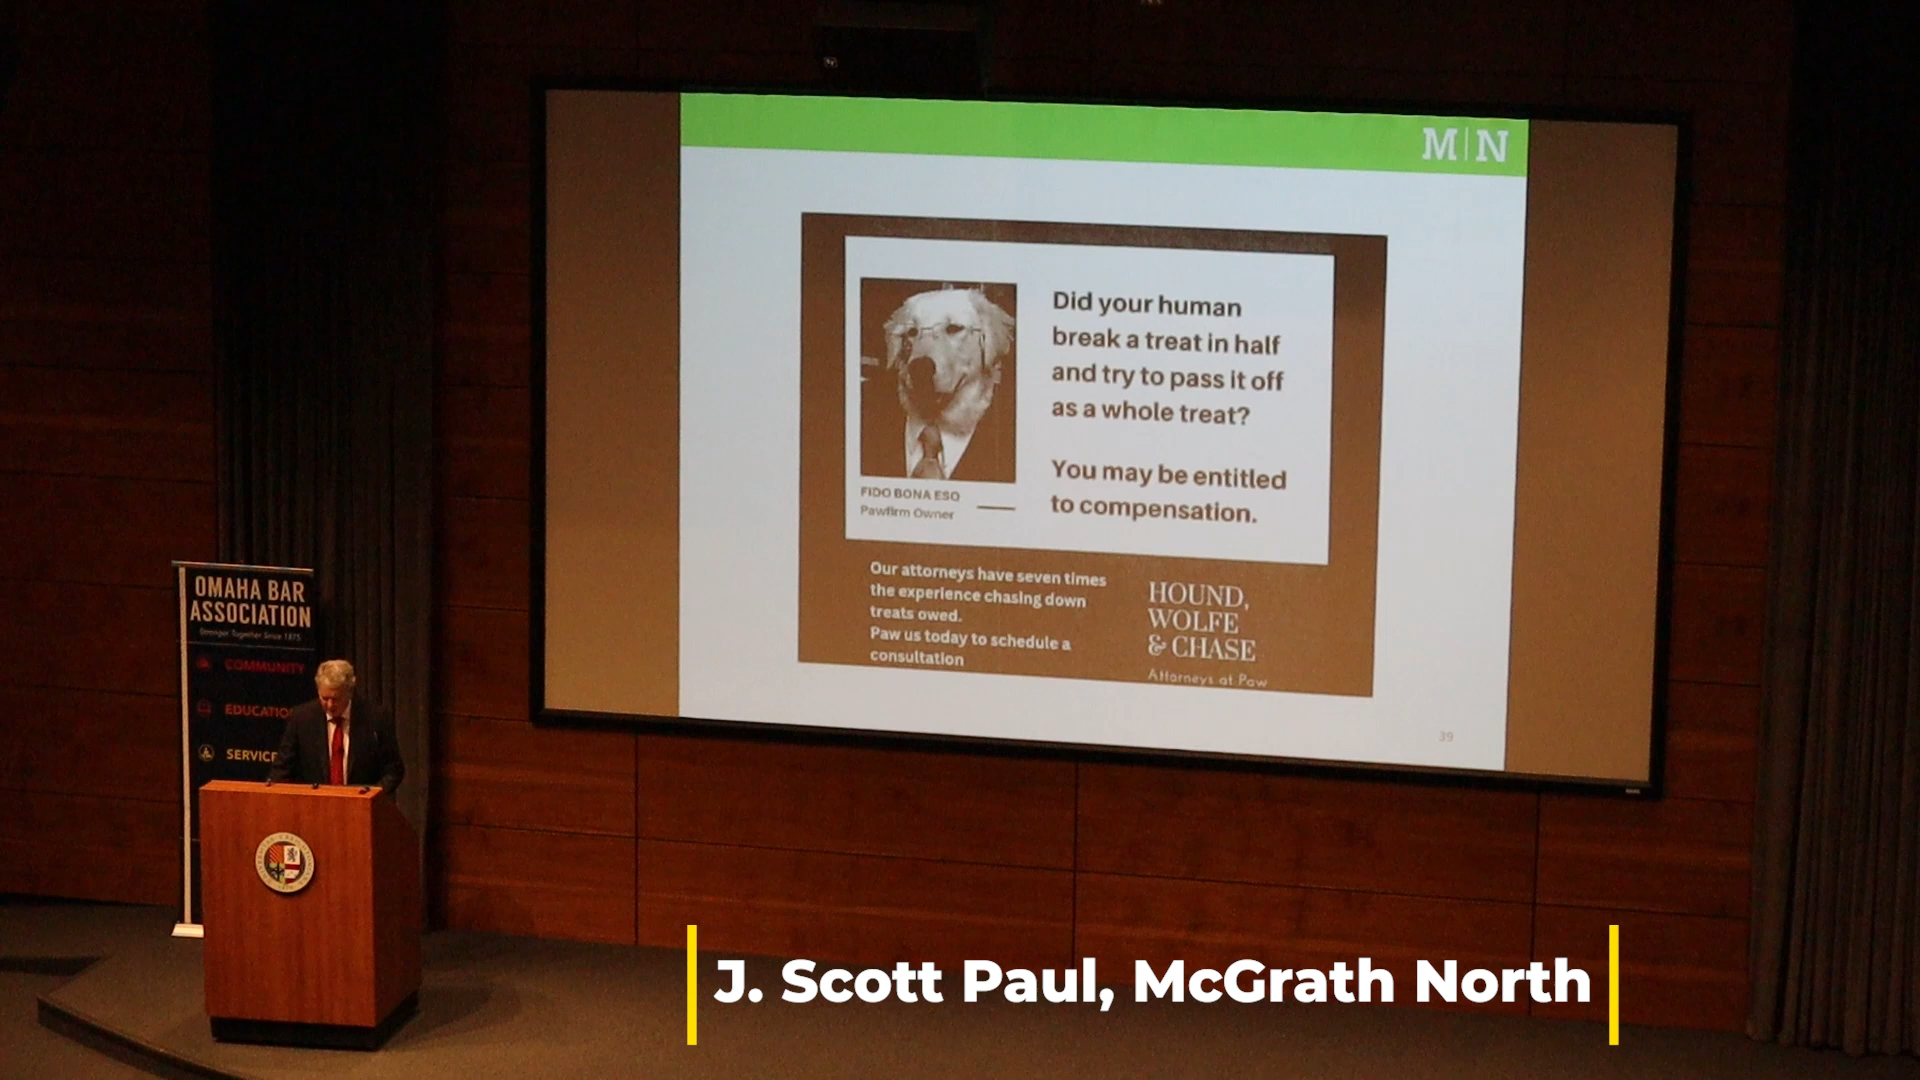 M|N
Did your human
break a treat in half
and try to pass it off
as a whole treat?
You may be entitled
to compensation.
FIDO BONA ESQ
Pawfirm Owner
Our attorneys have seven times
the experience chasing down
treats owed.
Paw us today to schedule a
consultation
HOUND,
WOLFE
& CHASE
Attorneys at Paw
39
OMAHA BAR
ASSOCIATION
Stronger Together Since 1875
COMMUNITY
EDUCATIO
SERVICE
J. Scott Paul, McGrath North